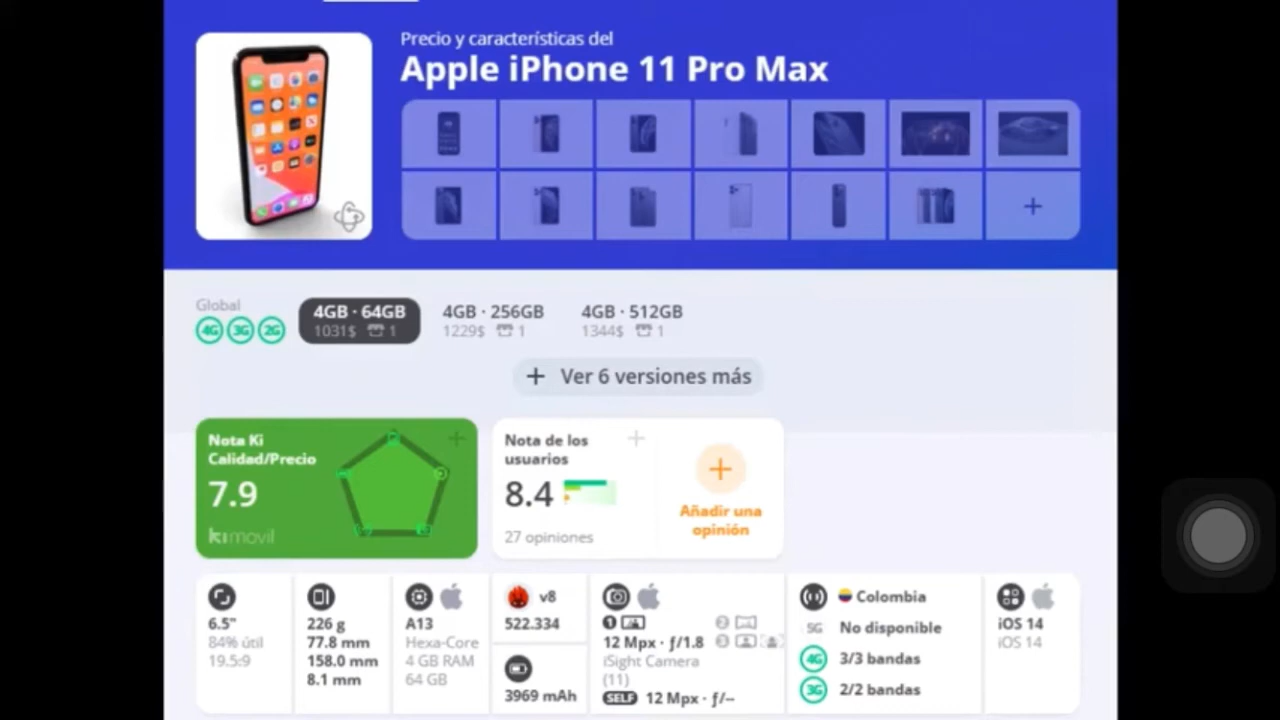 Precio y características del
Apple iPhone 11 Pro Max
Global
4G 3G 2G
4GB · 64GB
1031$ 1
4GB · 256GB
1229$ 1
4GB · 512GB
1344$ 1
+ Ver 6 versiones más
Nota Ki
Calidad/Precio
7.9
kimovil
Nota de los
usuarios
8.4
27 opiniones
Añadir una
opinión
6.5"
84% útil
19.5:9
226 g
77.8 mm
158.0 mm
8.1 mm
A13
Hexa-Core
4 GB RAM
64 GB
v8
522.334
3969 mAh
1 2
12 Mpx · ƒ/1.8 3
iSight Camera
(11)
SELF 12 Mpx · ƒ/--
Colombia
5G No disponible
4G 3/3 bandas
3G 2/2 bandas
iOS 14
iOS 14